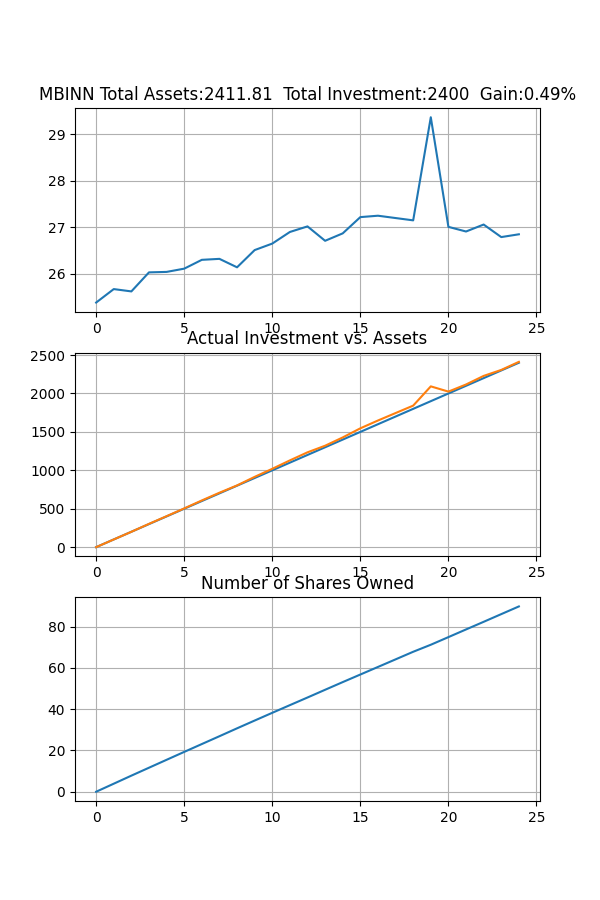 MBINN Total Assets:2411.81  Total Investment:2400  Gain:0.49%
29
28
27
26
0 5 10 15 20 25
Actual Investment vs. Assets
2500
2000
1500
1000
500
0
0 5 10 15 20 25
Number of Shares Owned
80
60
40
20
0
0 5 10 15 20 25